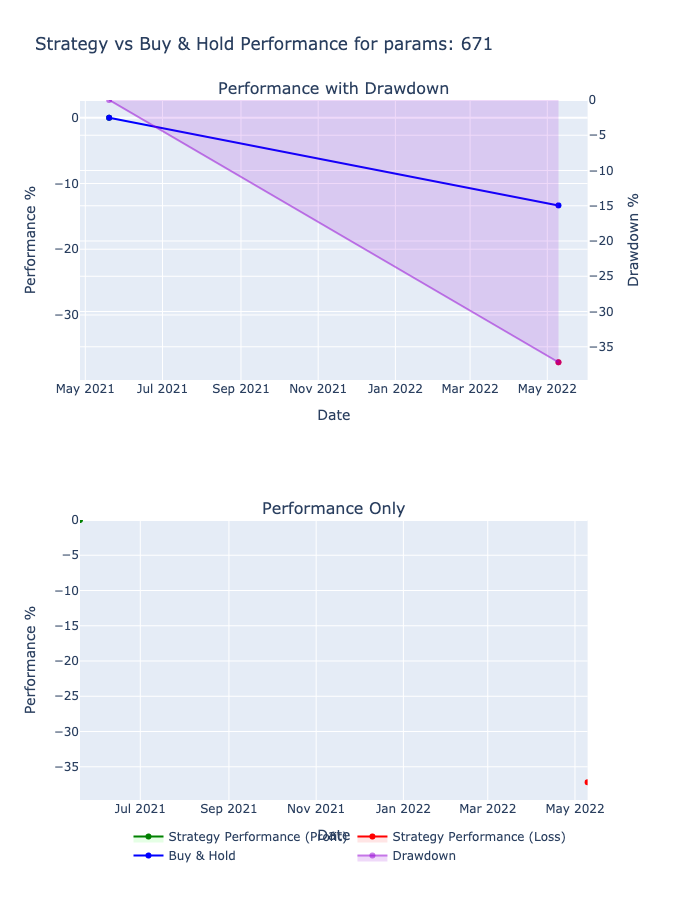 Strategy vs Buy & Hold Performance for params: 671
Performance with Drawdown
0
−10
−20
−30
Performance %
0
−5
−10
−15
−20
−25
−30
−35
Drawdown %
May 2021 Jul 2021 Sep 2021 Nov 2021 Jan 2022 Mar 2022 May 2022
Date
Performance Only
0
−5
−10
−15
−20
−25
−30
−35
Performance %
Jul 2021 Sep 2021 Nov 2021 Jan 2022 Mar 2022 May 2022
Date
Strategy Performance (Profit) Strategy Performance (Loss)
Buy & Hold Drawdown